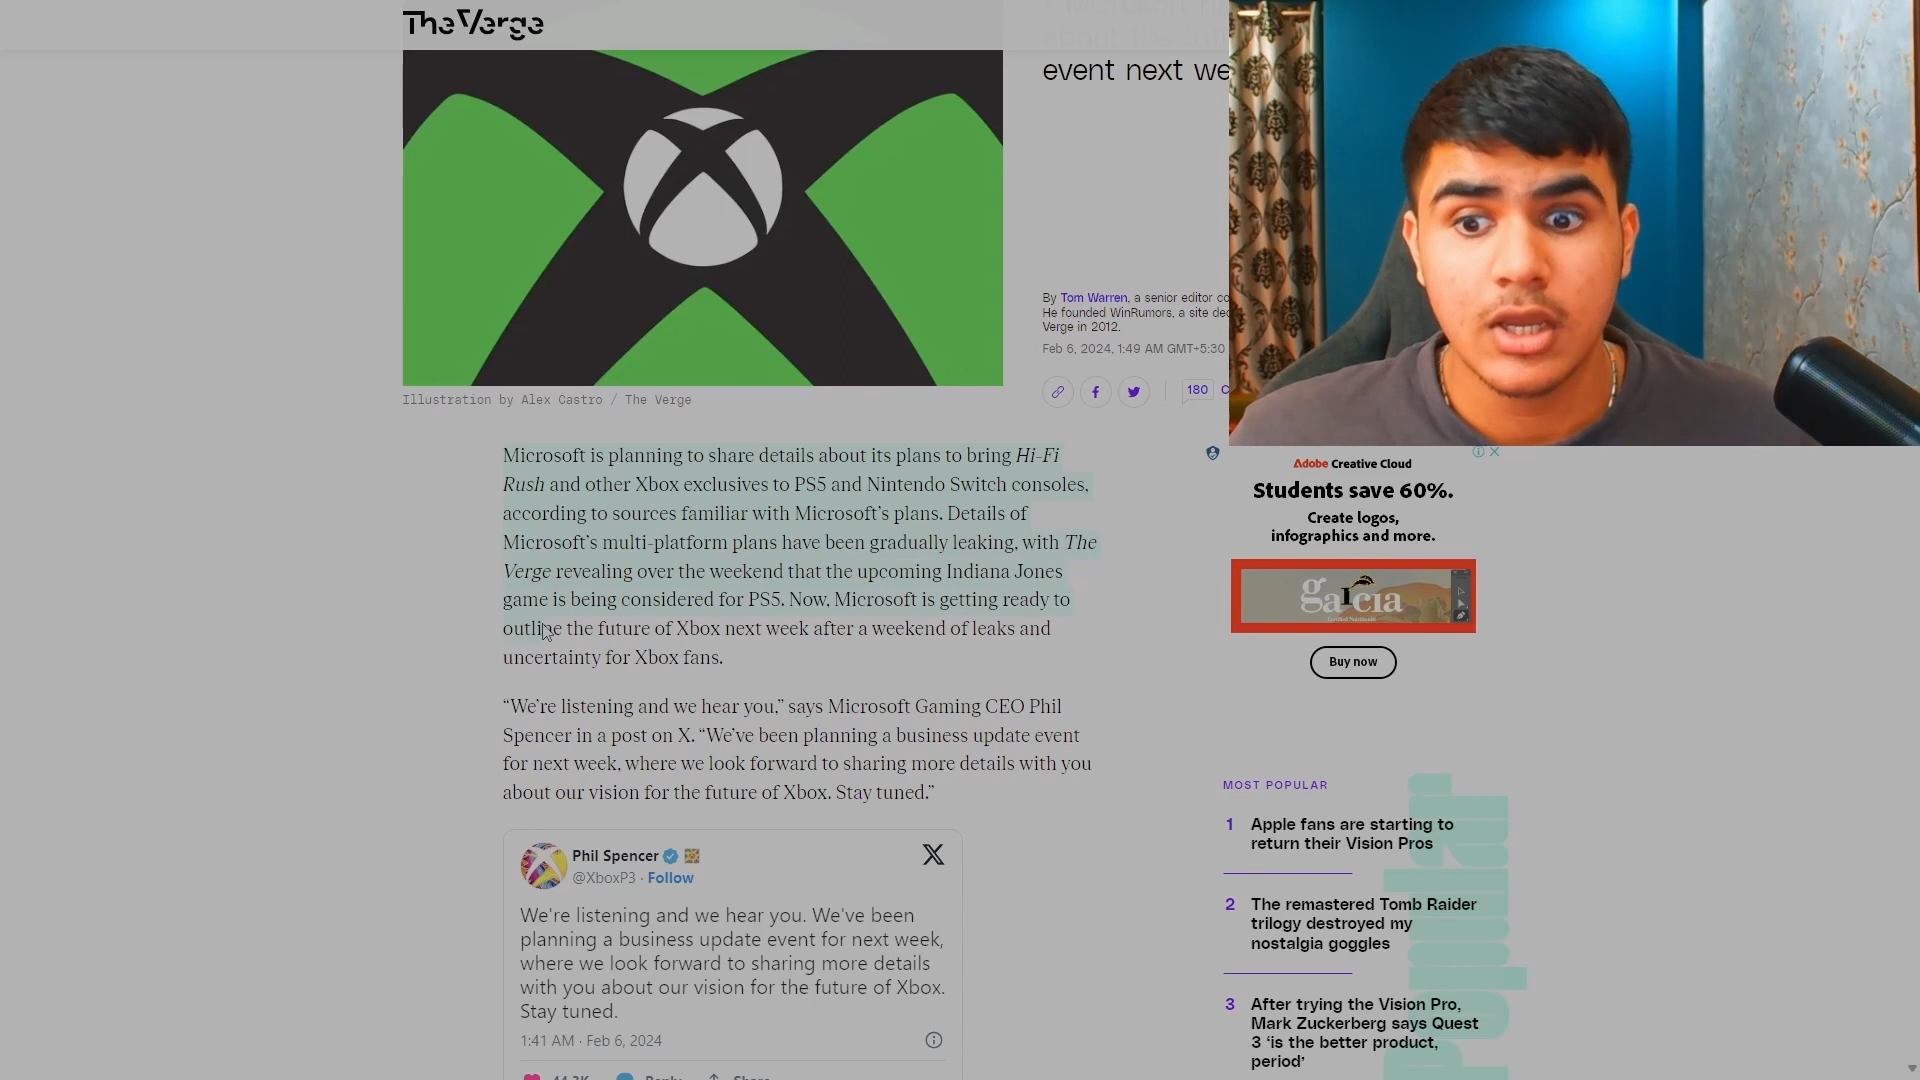 The Verge
event next we
By Tom Warren, a senior editor co
He founded WinRumors, a site dec
Verge in 2012.
Feb 6, 2024, 1:49 AM GMT+5:30
180 C
Illustration by Alex Castro / The Verge
Microsoft is planning to share details about its plans to bring Hi-Fi
Rush and other Xbox exclusives to PS5 and Nintendo Switch consoles,
according to sources familiar with Microsoft’s plans. Details of
Microsoft’s multi-platform plans have been gradually leaking, with The
Verge revealing over the weekend that the upcoming Indiana Jones
game is being considered for PS5. Now, Microsoft is getting ready to
outline the future of Xbox next week after a weekend of leaks and
uncertainty for Xbox fans.
“We’re listening and we hear you,” says Microsoft Gaming CEO Phil
Spencer in a post on X. “We’ve been planning a business update event
for next week, where we look forward to sharing more details with you
about our vision for the future of Xbox. Stay tuned.”
Phil Spencer
@XboxP3 · Follow
We're listening and we hear you. We've been
planning a business update event for next week,
where we look forward to sharing more details
with you about our vision for the future of Xbox.
Stay tuned.
1:41 AM · Feb 6, 2024
44.3K Reply Share
Adobe Creative Cloud
Students save 60%.
Create logos,
infographics and more.
garcia
Buy now
MOST POPULAR
1 Apple fans are starting to
return their Vision Pros
2 The remastered Tomb Raider
trilogy destroyed my
nostalgia goggles
3 After trying the Vision Pro,
Mark Zuckerberg says Quest
3 ‘is the better product,
period’